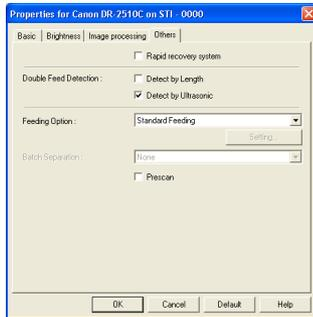 Properties for Canon DR-2510C on STI - 0000
Basic Brightness Image processing Others
Rapid recovery system
Double Feed Detection : Detect by Length
Detect by Ultrasonic
Feeding Option : Standard Feeding
Setting...
Batch Separation : None
Prescan
OK Cancel Default Help